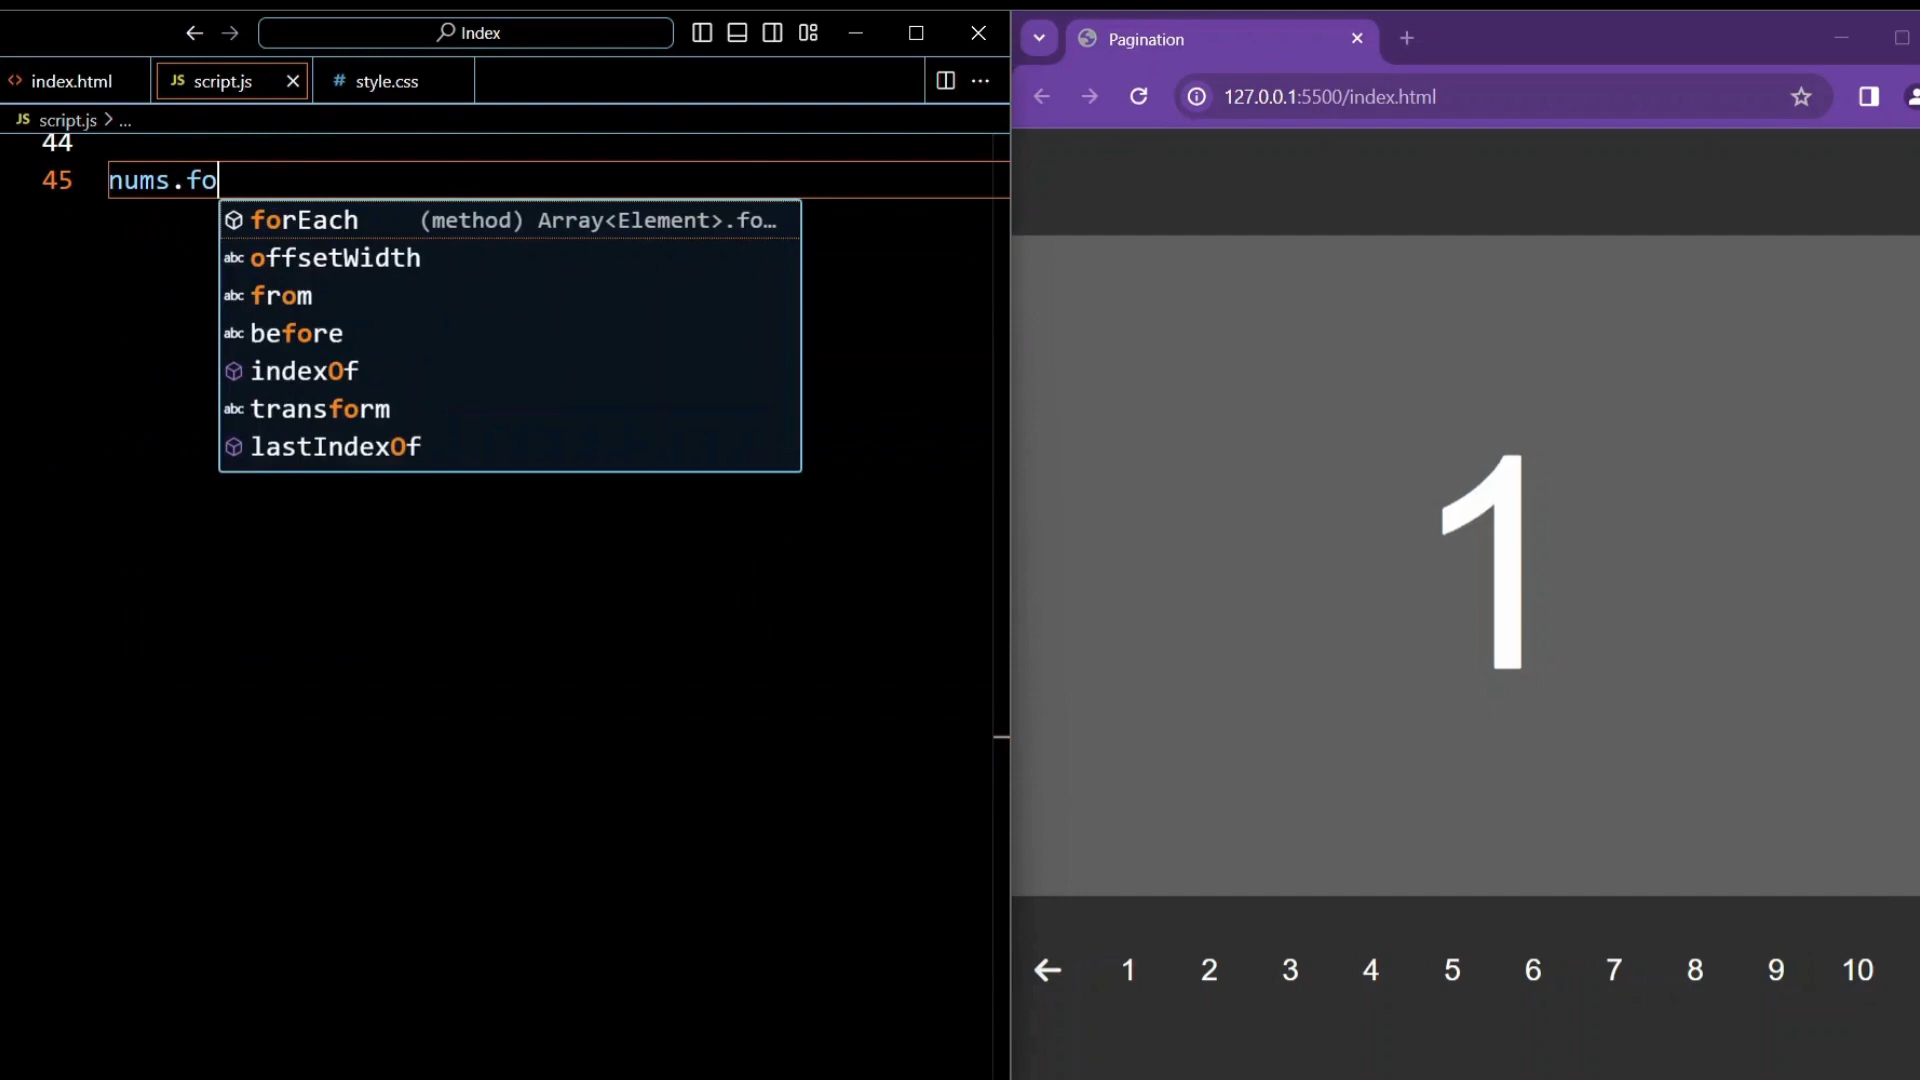 Index
index.html
JS script.js
# style.css
JS script.js > ...
44
45 nums.fo
forEach (method) Array<Element>.fo...
abc offsetWidth
abc from
abc before
indexOf
abc transform
lastIndexOf
Pagination
127.0.0.1:5500/index.html
1
1 2 3 4 5 6 7 8 9 10